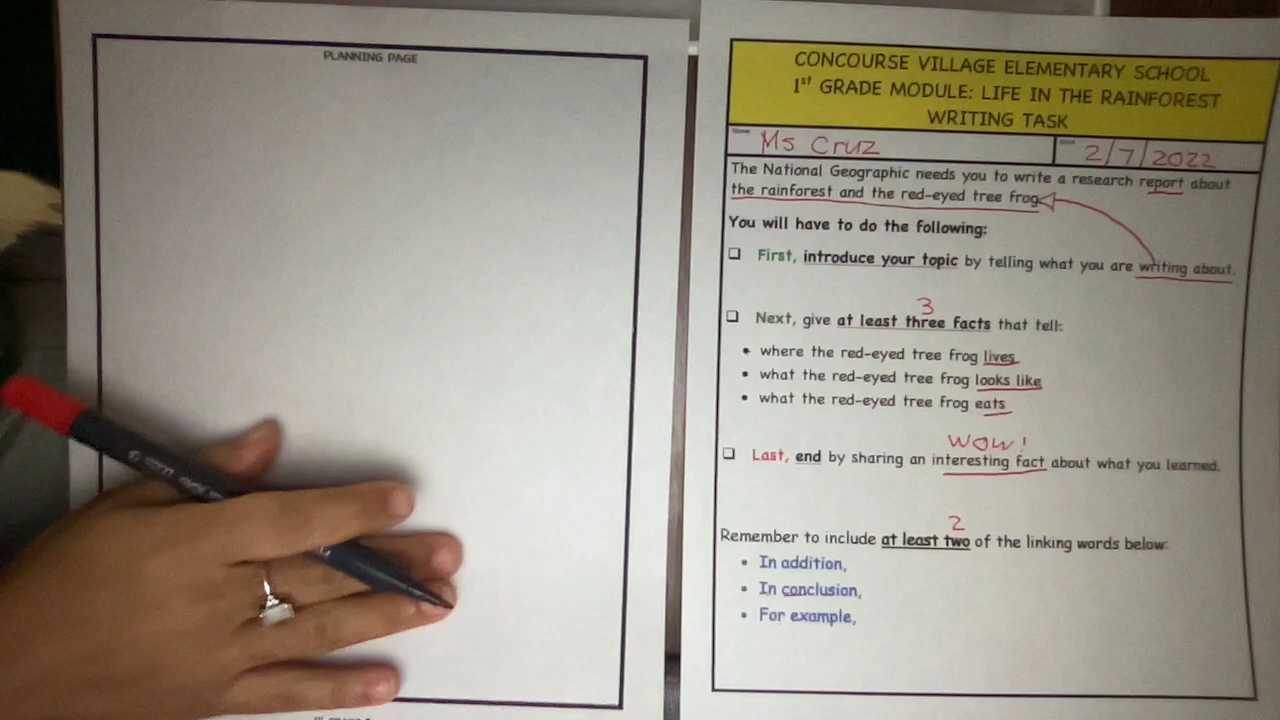 PLANNING PAGE
CONCOURSE VILLAGE ELEMENTARY SCHOOL
1st GRADE MODULE: LIFE IN THE RAINFOREST
WRITING TASK
Name Ms Cruz
Date 2/7/2022
The National Geographic needs you to write a research report about
the rainforest and the red-eyed tree frog.
You will have to do the following:
First, introduce your topic by telling what you are writing about.
3
Next, give at least three facts that tell:
• where the red-eyed tree frog lives
• what the red-eyed tree frog looks like
• what the red-eyed tree frog eats
WOW!
Last, end by sharing an interesting fact about what you learned.
2
Remember to include at least two of the linking words below:
• In addition,
• In conclusion,
• For example,